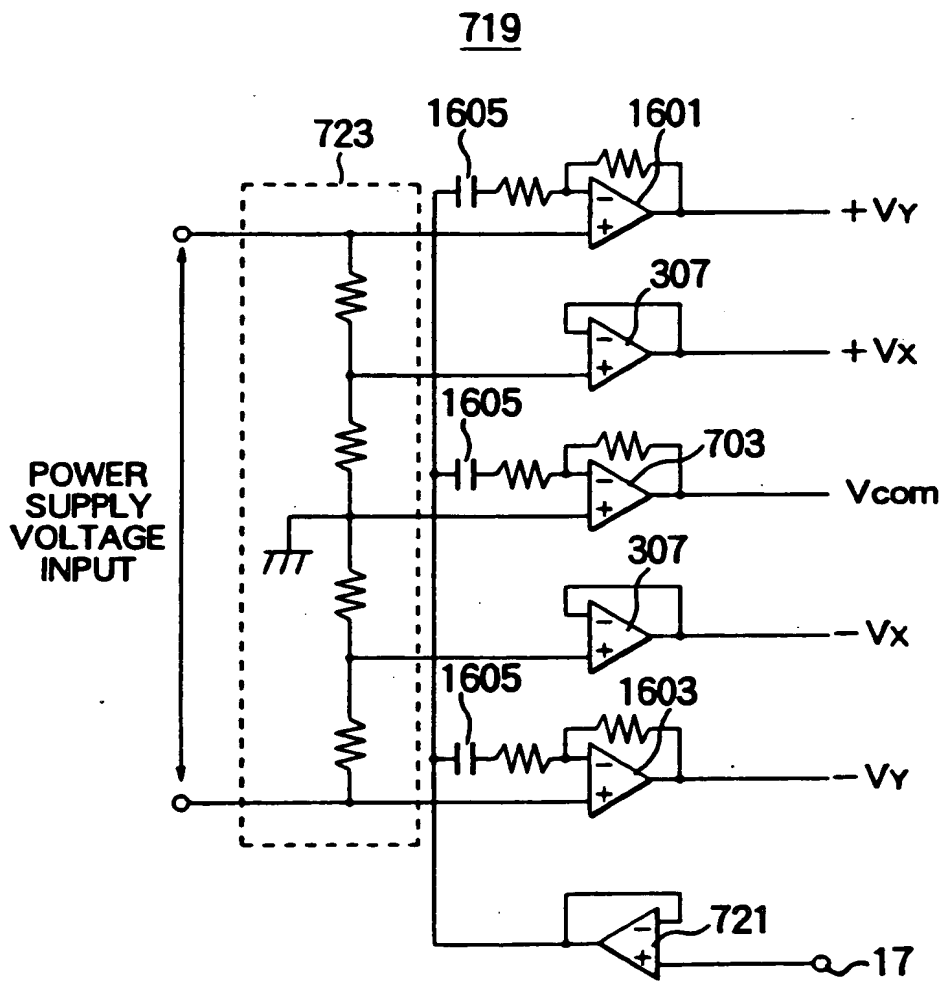 719
1605
1601
723
+VY
307
+VX
1605
703
POWER
SUPPLY
VOLTAGE
INPUT
Vcom
307
-VX
1605
1603
-VY
721
17
-
+
-
+
-
+
-
+
-
+
-
+